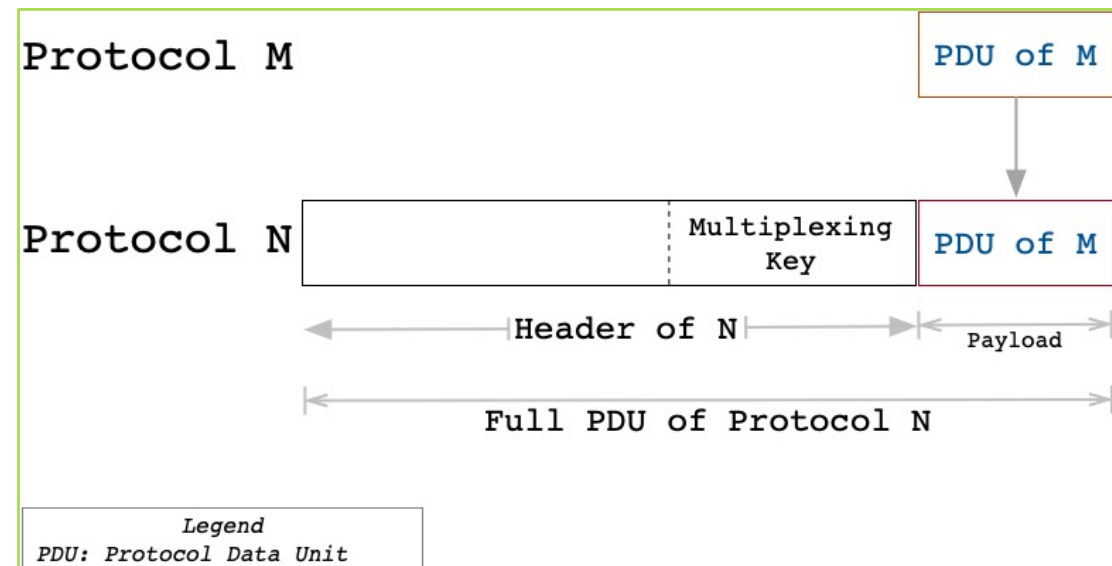 Protocol M
PDU of M
Protocol N
Multiplexing
Key
PDU of M
Header of N
Payload
Full PDU of Protocol N
Legend
PDU: Protocol Data Unit